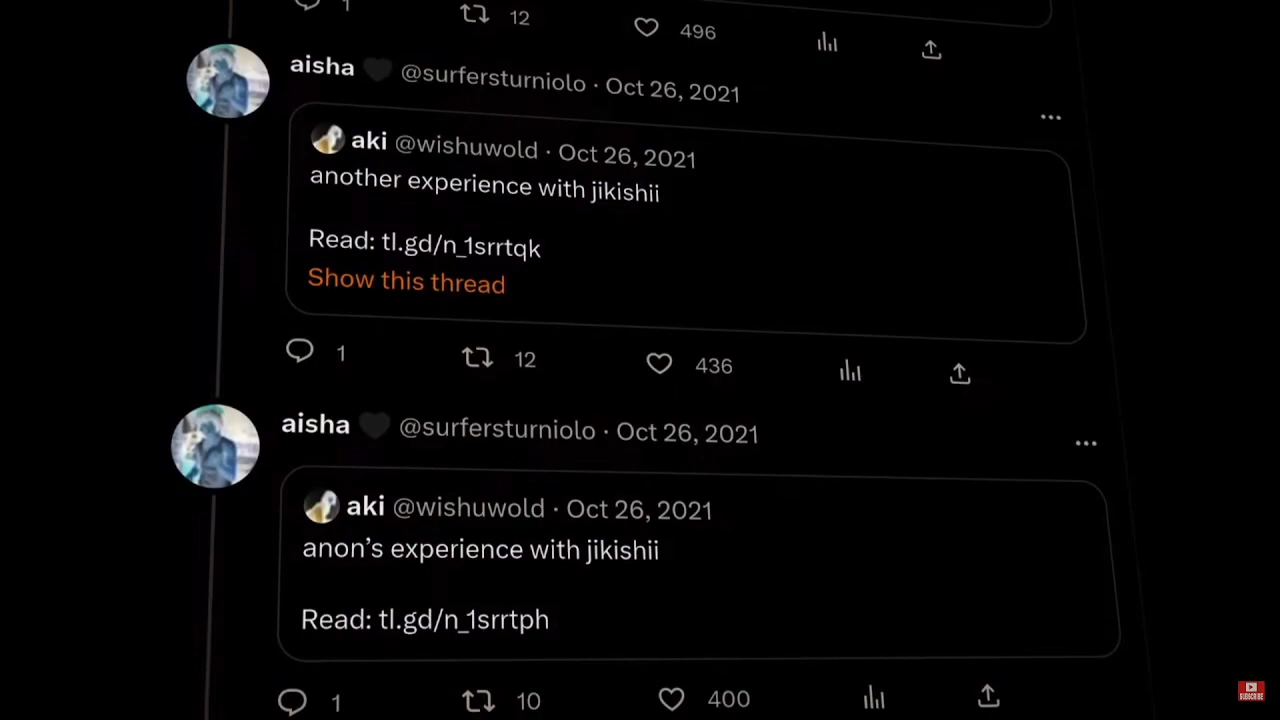 1 12 496
aisha @surfersturniolo · Oct 26, 2021
aki @wishuwold · Oct 26, 2021
another experience with jikishii
Read: tl.gd/n_1srrtqk
Show this thread
1 12 436
aisha @surfersturniolo · Oct 26, 2021
aki @wishuwold · Oct 26, 2021
anon’s experience with jikishii
Read: tl.gd/n_1srrtph
1 10 400
SUBSCRIBE